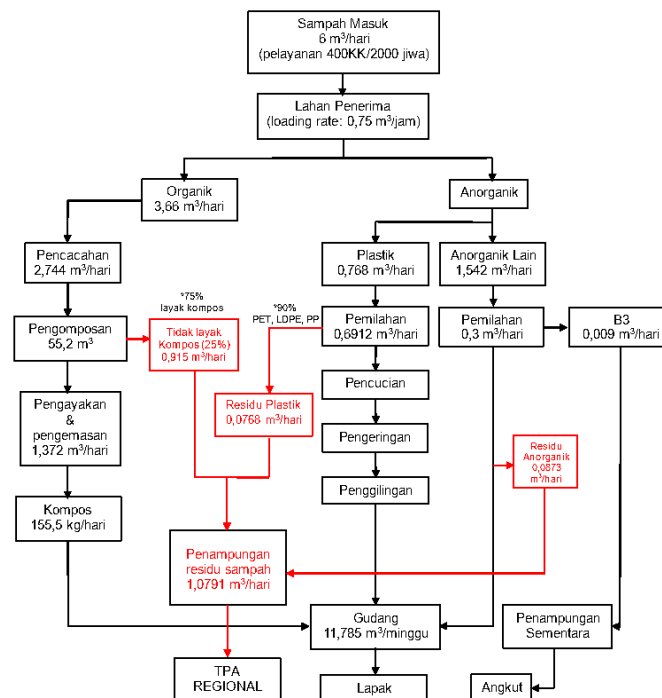 Sampah Masuk
6 m³/hari
(pelayanan 400KK/2000 jiwa)
Lahan Penerima
(loading rate: 0,75 m³/jam)
Organik
3,66 m³/hari
Anorganik
Pencacahan
2,744 m³/hari
Plastik
0,768 m³/hari
Anorganik Lain
1,542 m³/hari
*75%
layak kompos
*90%
PET, LDPE, PP
Pengomposan
55,2 m³
Tidak layak
Kompos (25%)
0,915 m³/hari
Pemilahan
0,6912 m³/hari
Pemilahan
0,3 m³/hari
B3
0,009 m³/hari
Pengayakan
&
pengemasan
1,372 m³/hari
Residu Plastik
0,0768 m³/hari
Pencucian
Pengeringan
Residu
Anorganik
0,0873
m³/hari
Kompos
155,5 kg/hari
Penggilingan
Penampungan
residu sampah
1,0791 m³/hari
Gudang
11,785 m³/minggu
Penampungan
Sementara
TPA
REGIONAL
Lapak
Angkut